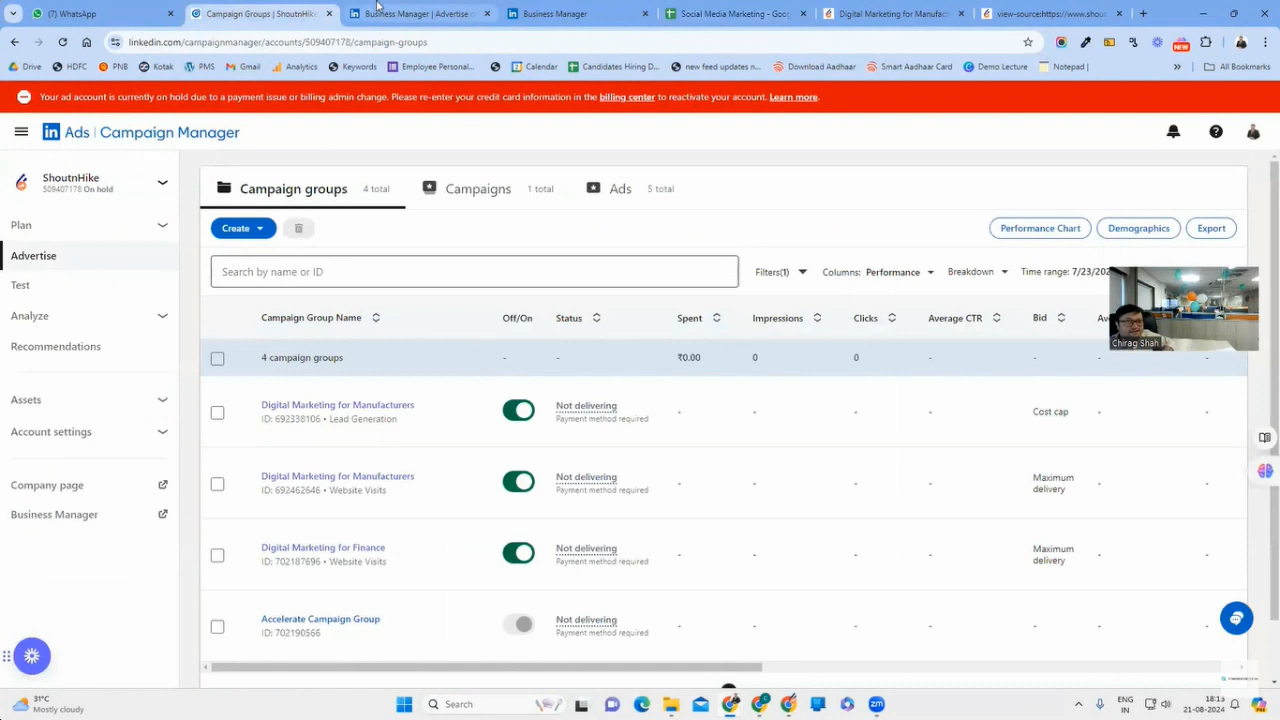 (7) WhatsApp
Campaign Groups | ShoutnHike
Business Manager | Advertise o
Business Manager
Social Media Marketing - Goog
Digital Marketing for Manufact
view-source:https://www.shout
linkedin.com/campaignmanager/accounts/509407178/campaign-groups
NEW
Drive
HDFC
PNB
Kotak
PMS
Gmail
Analytics
Keywords
Employee Personal...
Calendar
Candidates Hiring D...
new feed updates n...
Download Aadhaar
Smart Aadhaar Card
Demo Lecture
Notepad |
All Bookmarks
Your ad account is currently on hold due to a payment issue or billing admin change. Please re-enter your credit card information in the billing center to reactivate your account. Learn more.
in Ads | Campaign Manager
ShoutnHike
509407178 On hold
Plan
Advertise
Test
Analyze
Recommendations
Assets
Account settings
Company page
Business Manager
Campaign groups 4 total
Campaigns 1 total
Ads 5 total
Create
Performance Chart
Demographics
Export
Search by name or ID
Filters(1)
Columns: Performance
Breakdown
Time range: 7/23/202
Campaign Group Name Off/On Status Spent Impressions Clicks Average CTR Bid Av
4 campaign groups - - ₹0.00 0 0 - - -
Digital Marketing for Manufacturers Not delivering - - - - Cost cap - -
ID: 692338106 • Lead Generation Payment method required
Digital Marketing for Manufacturers Not delivering - - - - Maximum delivery - -
ID: 692462646 • Website Visits Payment method required
Digital Marketing for Finance Not delivering - - - - Maximum delivery - -
ID: 702187696 • Website Visits Payment method required
Accelerate Campaign Group Not delivering - - - - - - -
ID: 702190566 Payment method required
Chirag Shah
31°C
Mostly cloudy
Search
zm
ENG
IN
18:13
21-08-2024